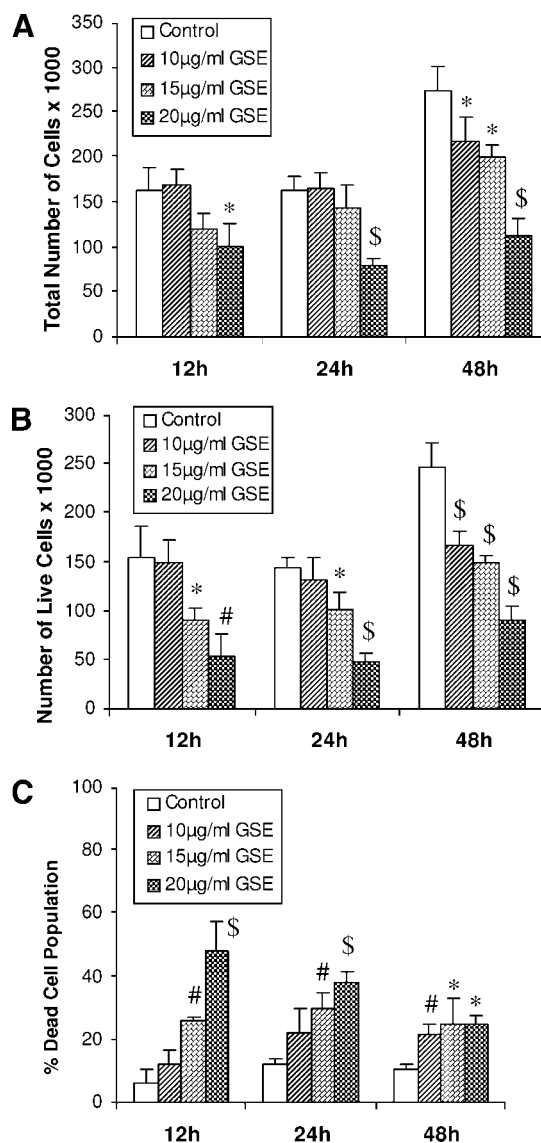 A
Total Number of Cells x 1000
350
300
250
200
150
100
50
0
Control
10µg/ml GSE
15µg/ml GSE
20µg/ml GSE
*
$
*
*
$
12h
24h
48h
B
Number of Live Cells x 1000
300
250
200
150
100
50
0
Control
10µg/ml GSE
15µg/ml GSE
20µg/ml GSE
*
#
*
$
$
$
$
12h
24h
48h
C
% Dead Cell Population
100
80
60
40
20
0
Control
10µg/ml GSE
15µg/ml GSE
20µg/ml GSE
#
$
#
$
#
*
*
12h
24h
48h